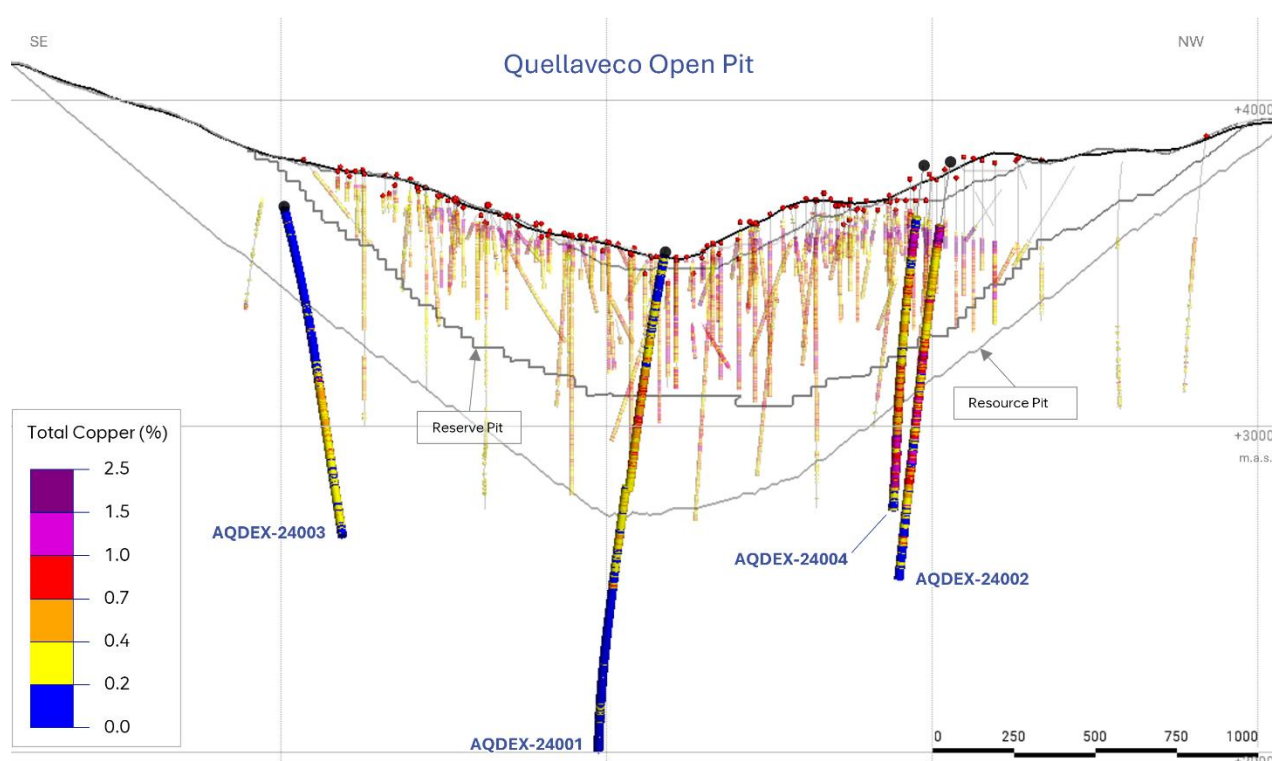 SE
NW
Quellaveco Open Pit
+4000
Resource Pit
Reserve Pit
+3000
m.a.s.
Total Copper (%)
2.5
1.5
1.0
0.7
0.4
0.2
0.0
AQDEX-24003
AQDEX-24004
AQDEX-24002
AQDEX-24001
0 250 500 750 1000